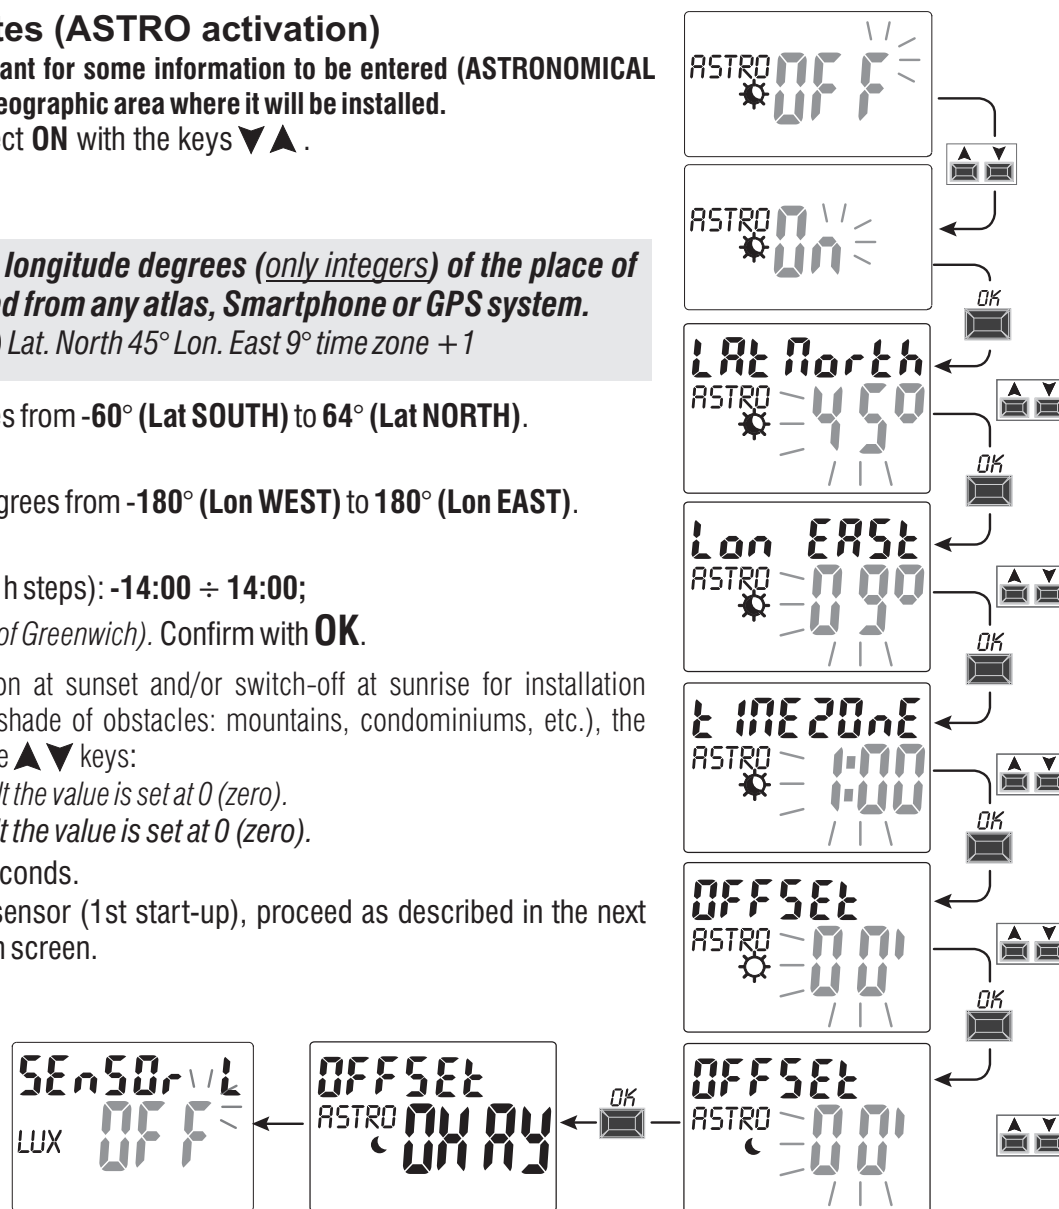 tes (ASTRO activation)
ant for some information to be entered (ASTRONOMICAL
eographic area where it will be installed.
ect ON with the keys ▼▲ .
longitude degrees (only integers) of the place of
d from any atlas, Smartphone or GPS system.
) Lat. North 45° Lon. East 9° time zone +1
es from -60° (Lat SOUTH) to 64° (Lat NORTH).
grees from -180° (Lon WEST) to 180° (Lon EAST).
h steps): -14:00 ÷ 14:00;
of Greenwich). Confirm with OK.
on at sunset and/or switch-off at sunrise for installation
shade of obstacles: mountains, condominiums, etc.), the
e ▲▼ keys:
lt the value is set at 0 (zero).
lt the value is set at 0 (zero).
conds.
sensor (1st start-up), proceed as described in the next
n screen.
ASTRO OFF
ASTRO On
OK
LAt North
ASTRO 45°
OK
Lon EASt
ASTRO 09°
OK
tIMEZOnE
ASTRO 1:00
OK
OFFSEt
ASTRO 00'
OK
OFFSEt
ASTRO 00'
OK
OFFSEt
ASTRO OKAY
SEnSOr L
LUX OFF